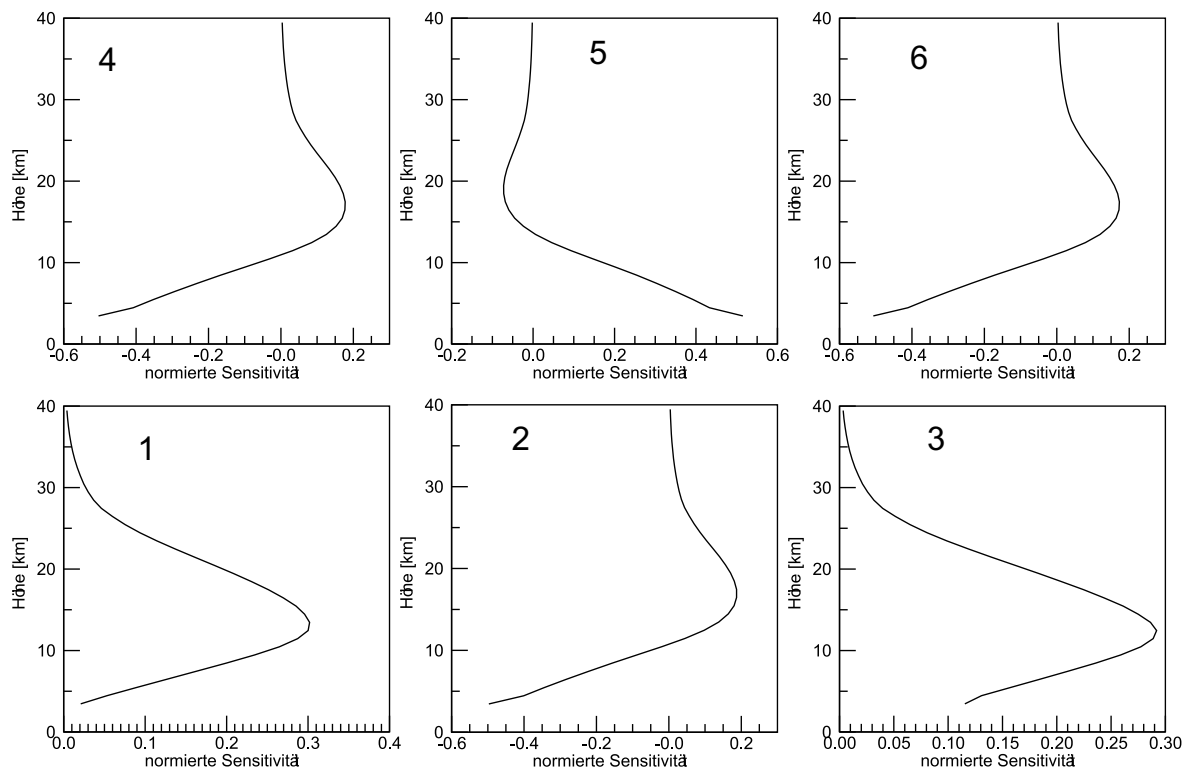 4
Höhe [km]
40
30
20
10
0
-0.6 -0.4 -0.2 -0.0 0.2
normierte Sensitivität
5
Höhe [km]
40
30
20
10
0
-0.2 0.0 0.2 0.4 0.6
normierte Sensitivität
6
Höhe [km]
40
30
20
10
0
-0.6 -0.4 -0.2 -0.0 0.2
normierte Sensitivität
1
Höhe [km]
40
30
20
10
0
0.0 0.1 0.2 0.3 0.4
normierte Sensitivität
2
Höhe [km]
40
30
20
10
0
-0.6 -0.4 -0.2 -0.0 0.2
normierte Sensitivität
3
Höhe [km]
40
30
20
10
0
0.00 0.05 0.10 0.15 0.20 0.25 0.30
normierte Sensitivität